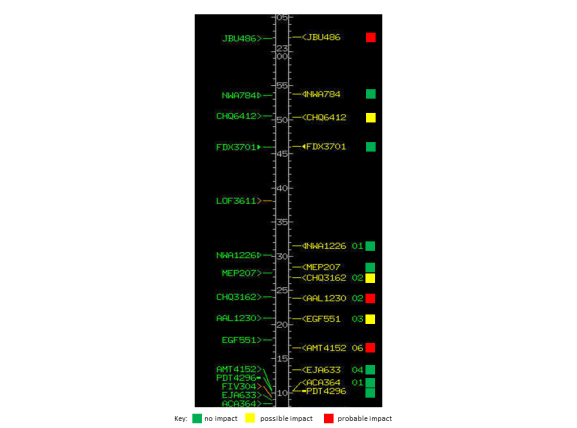 05
JBU486> <JBU486
23
00
55
NWA784 NWA784
50
CHQ6412> <CHQ6412
FDX3701 FDX3701
45
40
LOF3611>
35
NWA1226 NWA1226 01
30
MEP207> <MEP207
CHQ3162 02
25
CHQ3162> <AAL1230 02
AAL1230> <EGF551 03
20
EGF551> <AMT4152 06
15
AMT4152> <EJA633 04
PDT4296 <ACA364 01
FIV304> PDT4296
10
EJA633>
ACA364>
Key: no impact possible impact probable impact